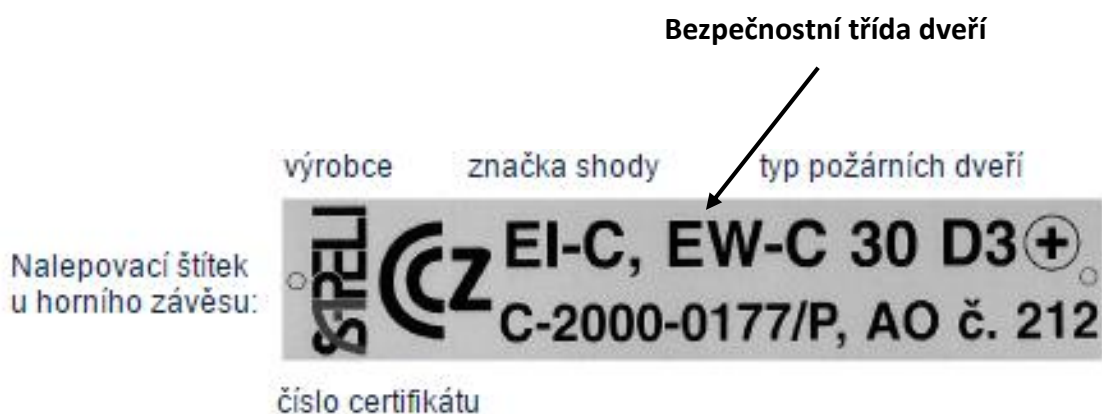 Bezpečnostní třída dveří
výrobce značka shody typ požárních dveří
Nalepovací štítek
u horního závěsu:
SAPELI
CCZ EI-C, EW-C 30 D3+
C-2000-0177/P, AO č. 212
číslo certifikátu